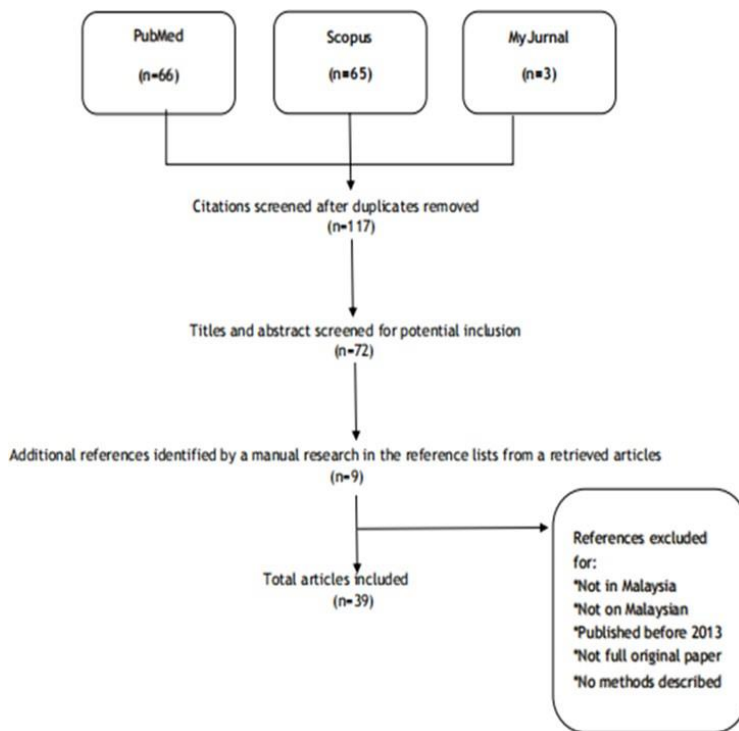 PubMed
(n=66)
Scopus
(n=65)
MyJurnal
(n=3)
Citations screened after duplicates removed
(n=117)
Titles and abstract screened for potential inclusion
(n=72)
Additional references identified by a manual research in the reference lists from a retrieved articles
(n=9)
References excluded
for:
*Not in Malaysia
*Not on Malaysian
*Published before 2013
*Not full original paper
*No methods described
Total articles included
(n=39)